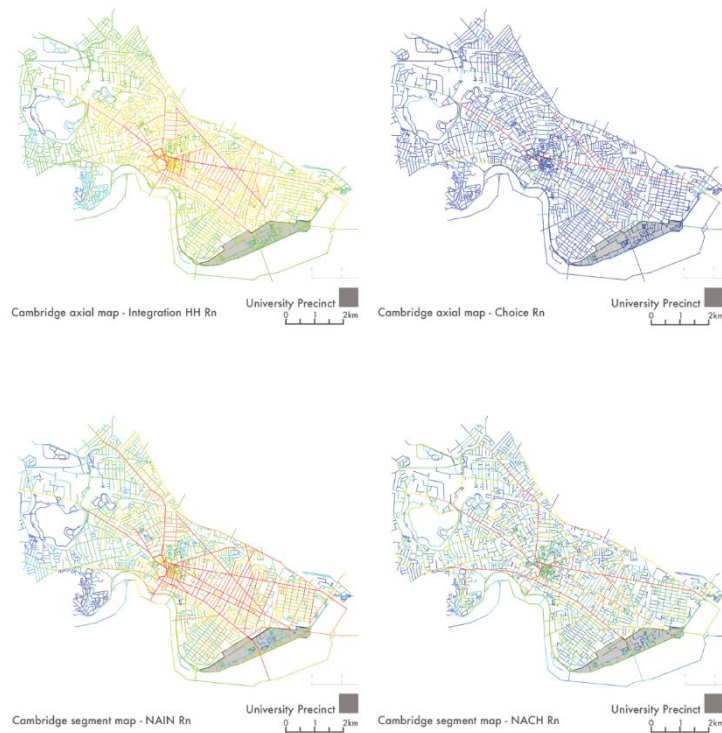 University Precinct
Cambridge axial map - Integration HH Rn
0 1 2km
University Precinct
Cambridge axial map - Choice Rn
0 1 2km
University Precinct
Cambridge segment map - NAIN Rn
0 1 2km
University Precinct
Cambridge segment map - NACH Rn
0 1 2km